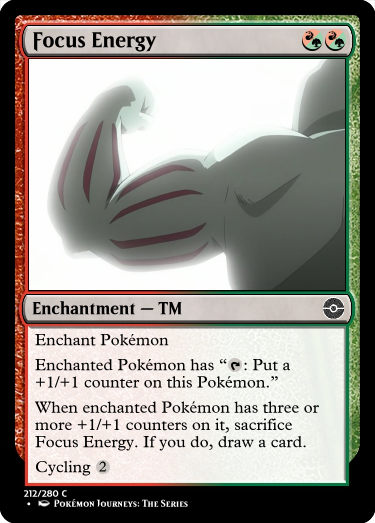 Focus Energy
Enchantment — TM
Enchant Pokémon
Enchanted Pokémon has “: Put a
+1/+1 counter on this Pokémon.”
When enchanted Pokémon has three or
more +1/+1 counters on it, sacrifice
Focus Energy. If you do, draw a card.
Cycling 2
212/280 C
• Pokémon Journeys: The Series